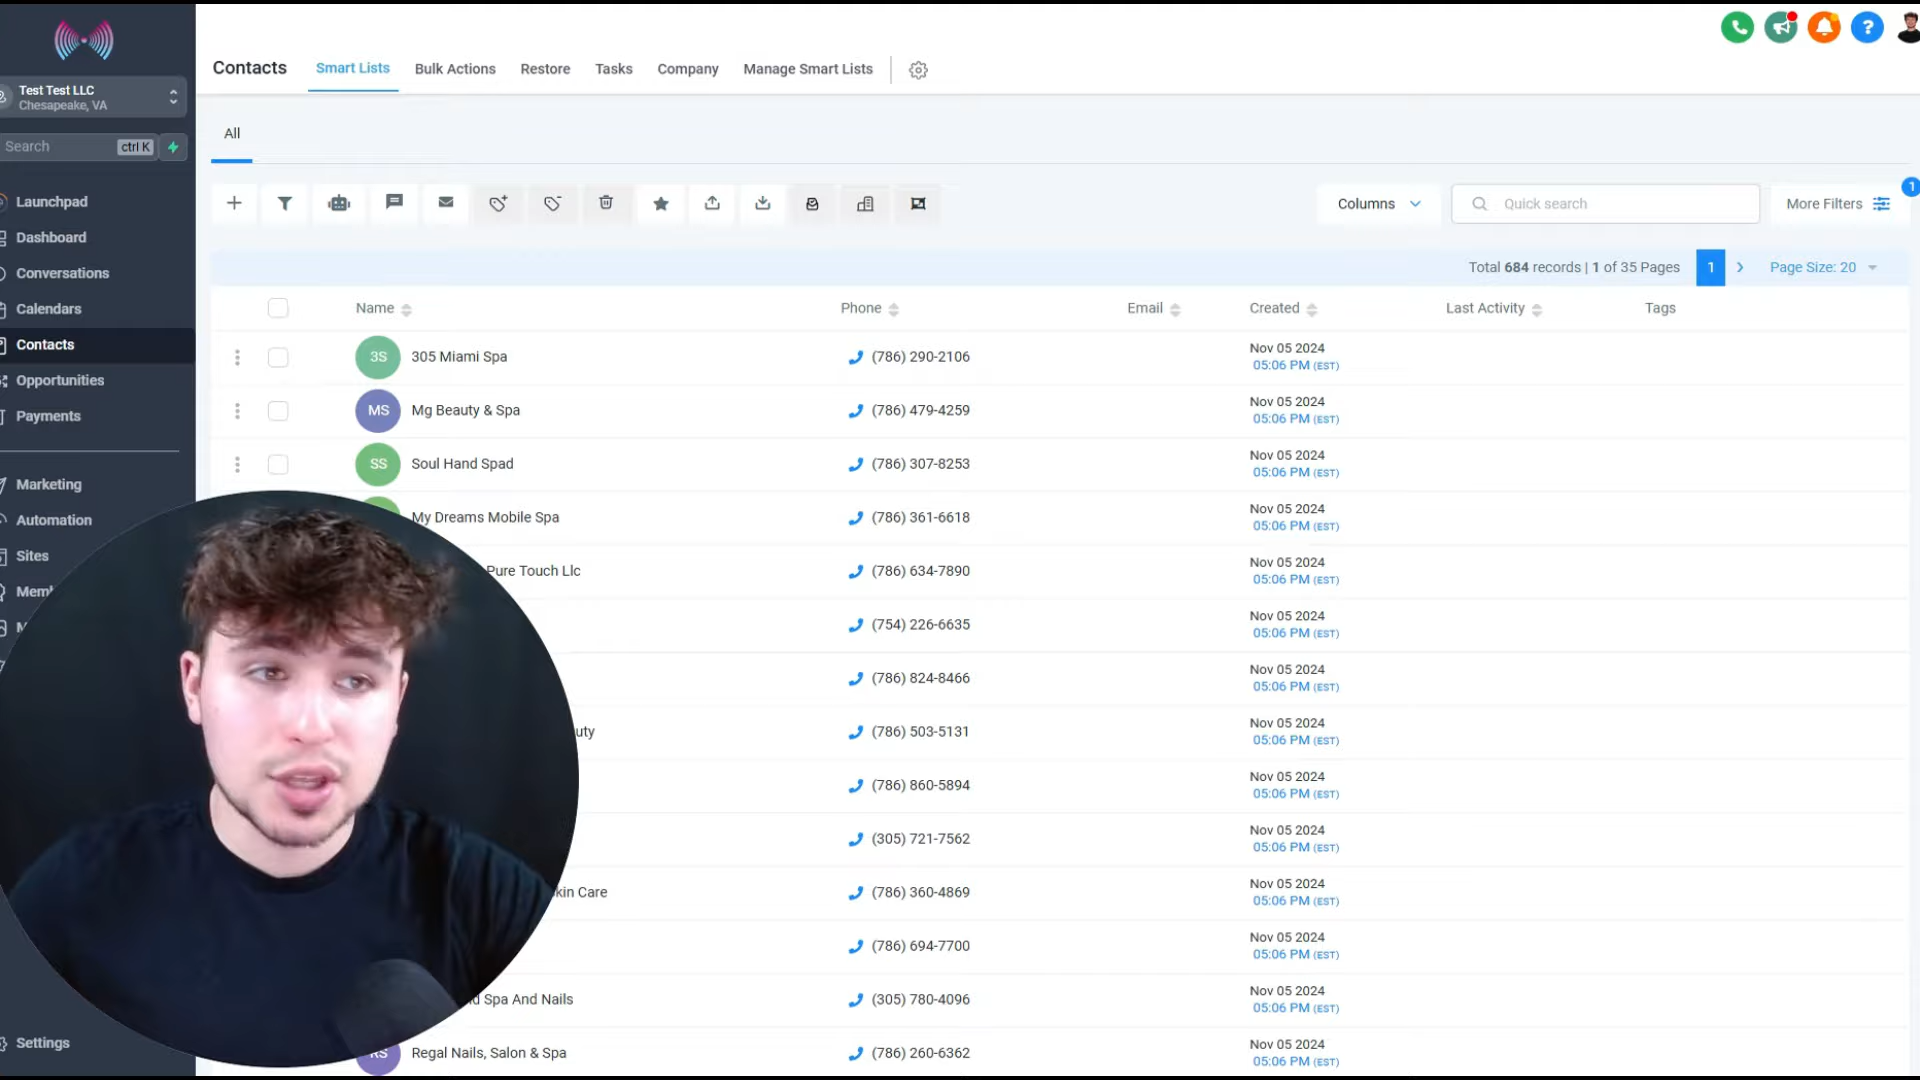 Test Test LLC
Chesapeake, VA
Search ctrl K
Launchpad
Dashboard
Conversations
Calendars
Contacts
Opportunities
Payments
Marketing
Automation
Sites
Settings
Contacts Smart Lists Bulk Actions Restore Tasks Company Manage Smart Lists
?
All
Columns Quick search More Filters 1
Total 684 records | 1 of 35 Pages 1 Page Size: 20
Name Phone Email Created Last Activity Tags
3S 305 Miami Spa (786) 290-2106 Nov 05 2024
05:06 PM (EST)
MS Mg Beauty & Spa (786) 479-4259 Nov 05 2024
05:06 PM (EST)
SS Soul Hand Spad (786) 307-8253 Nov 05 2024
05:06 PM (EST)
My Dreams Mobile Spa (786) 361-6618 Nov 05 2024
05:06 PM (EST)
Pure Touch Llc (786) 634-7890 Nov 05 2024
05:06 PM (EST)
(754) 226-6635 Nov 05 2024
05:06 PM (EST)
(786) 824-8466 Nov 05 2024
05:06 PM (EST)
(786) 503-5131 Nov 05 2024
05:06 PM (EST)
(786) 860-5894 Nov 05 2024
05:06 PM (EST)
(305) 721-7562 Nov 05 2024
05:06 PM (EST)
Care (786) 360-4869 Nov 05 2024
05:06 PM (EST)
(786) 694-7700 Nov 05 2024
05:06 PM (EST)
Spa And Nails (305) 780-4096 Nov 05 2024
05:06 PM (EST)
RS Regal Nails, Salon & Spa (786) 260-6362 Nov 05 2024
05:06 PM (EST)